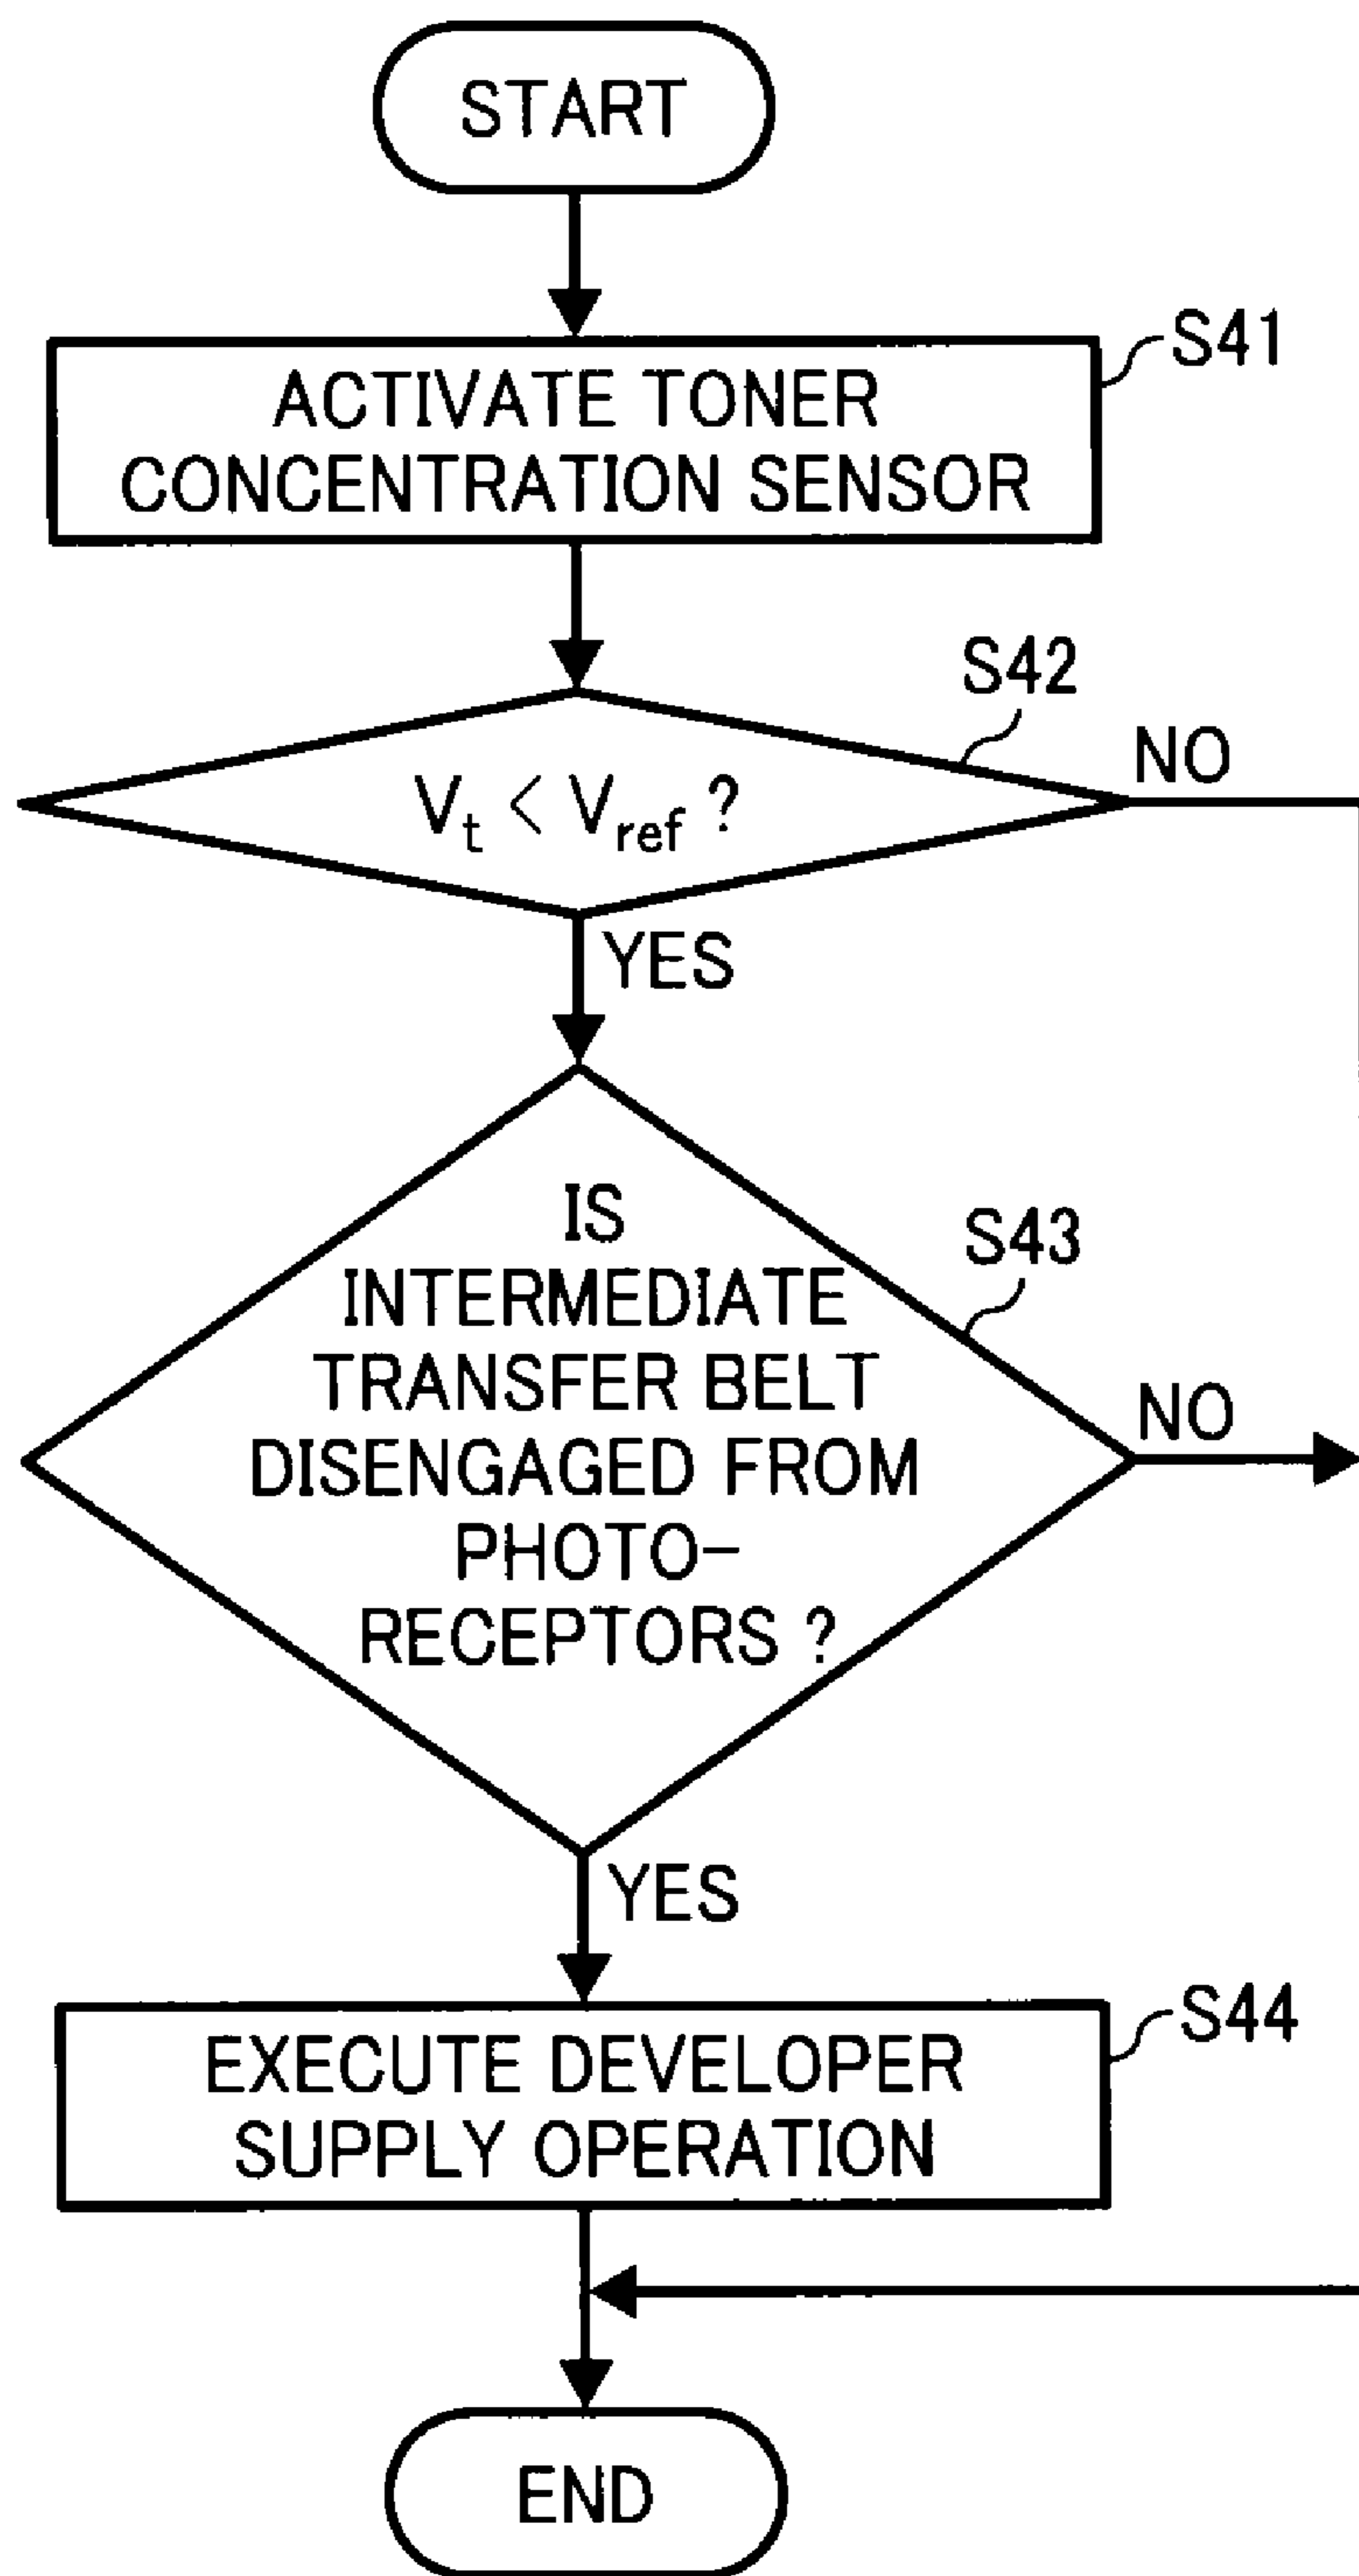 START
S41
ACTIVATE TONER
CONCENTRATION SENSOR
S42
NO
Vt < Vref ?
YES
S43
IS
INTERMEDIATE
TRANSFER BELT
DISENGAGED FROM
PHOTO-
RECEPTORS ?
NO
YES
S44
EXECUTE DEVELOPER
SUPPLY OPERATION
END